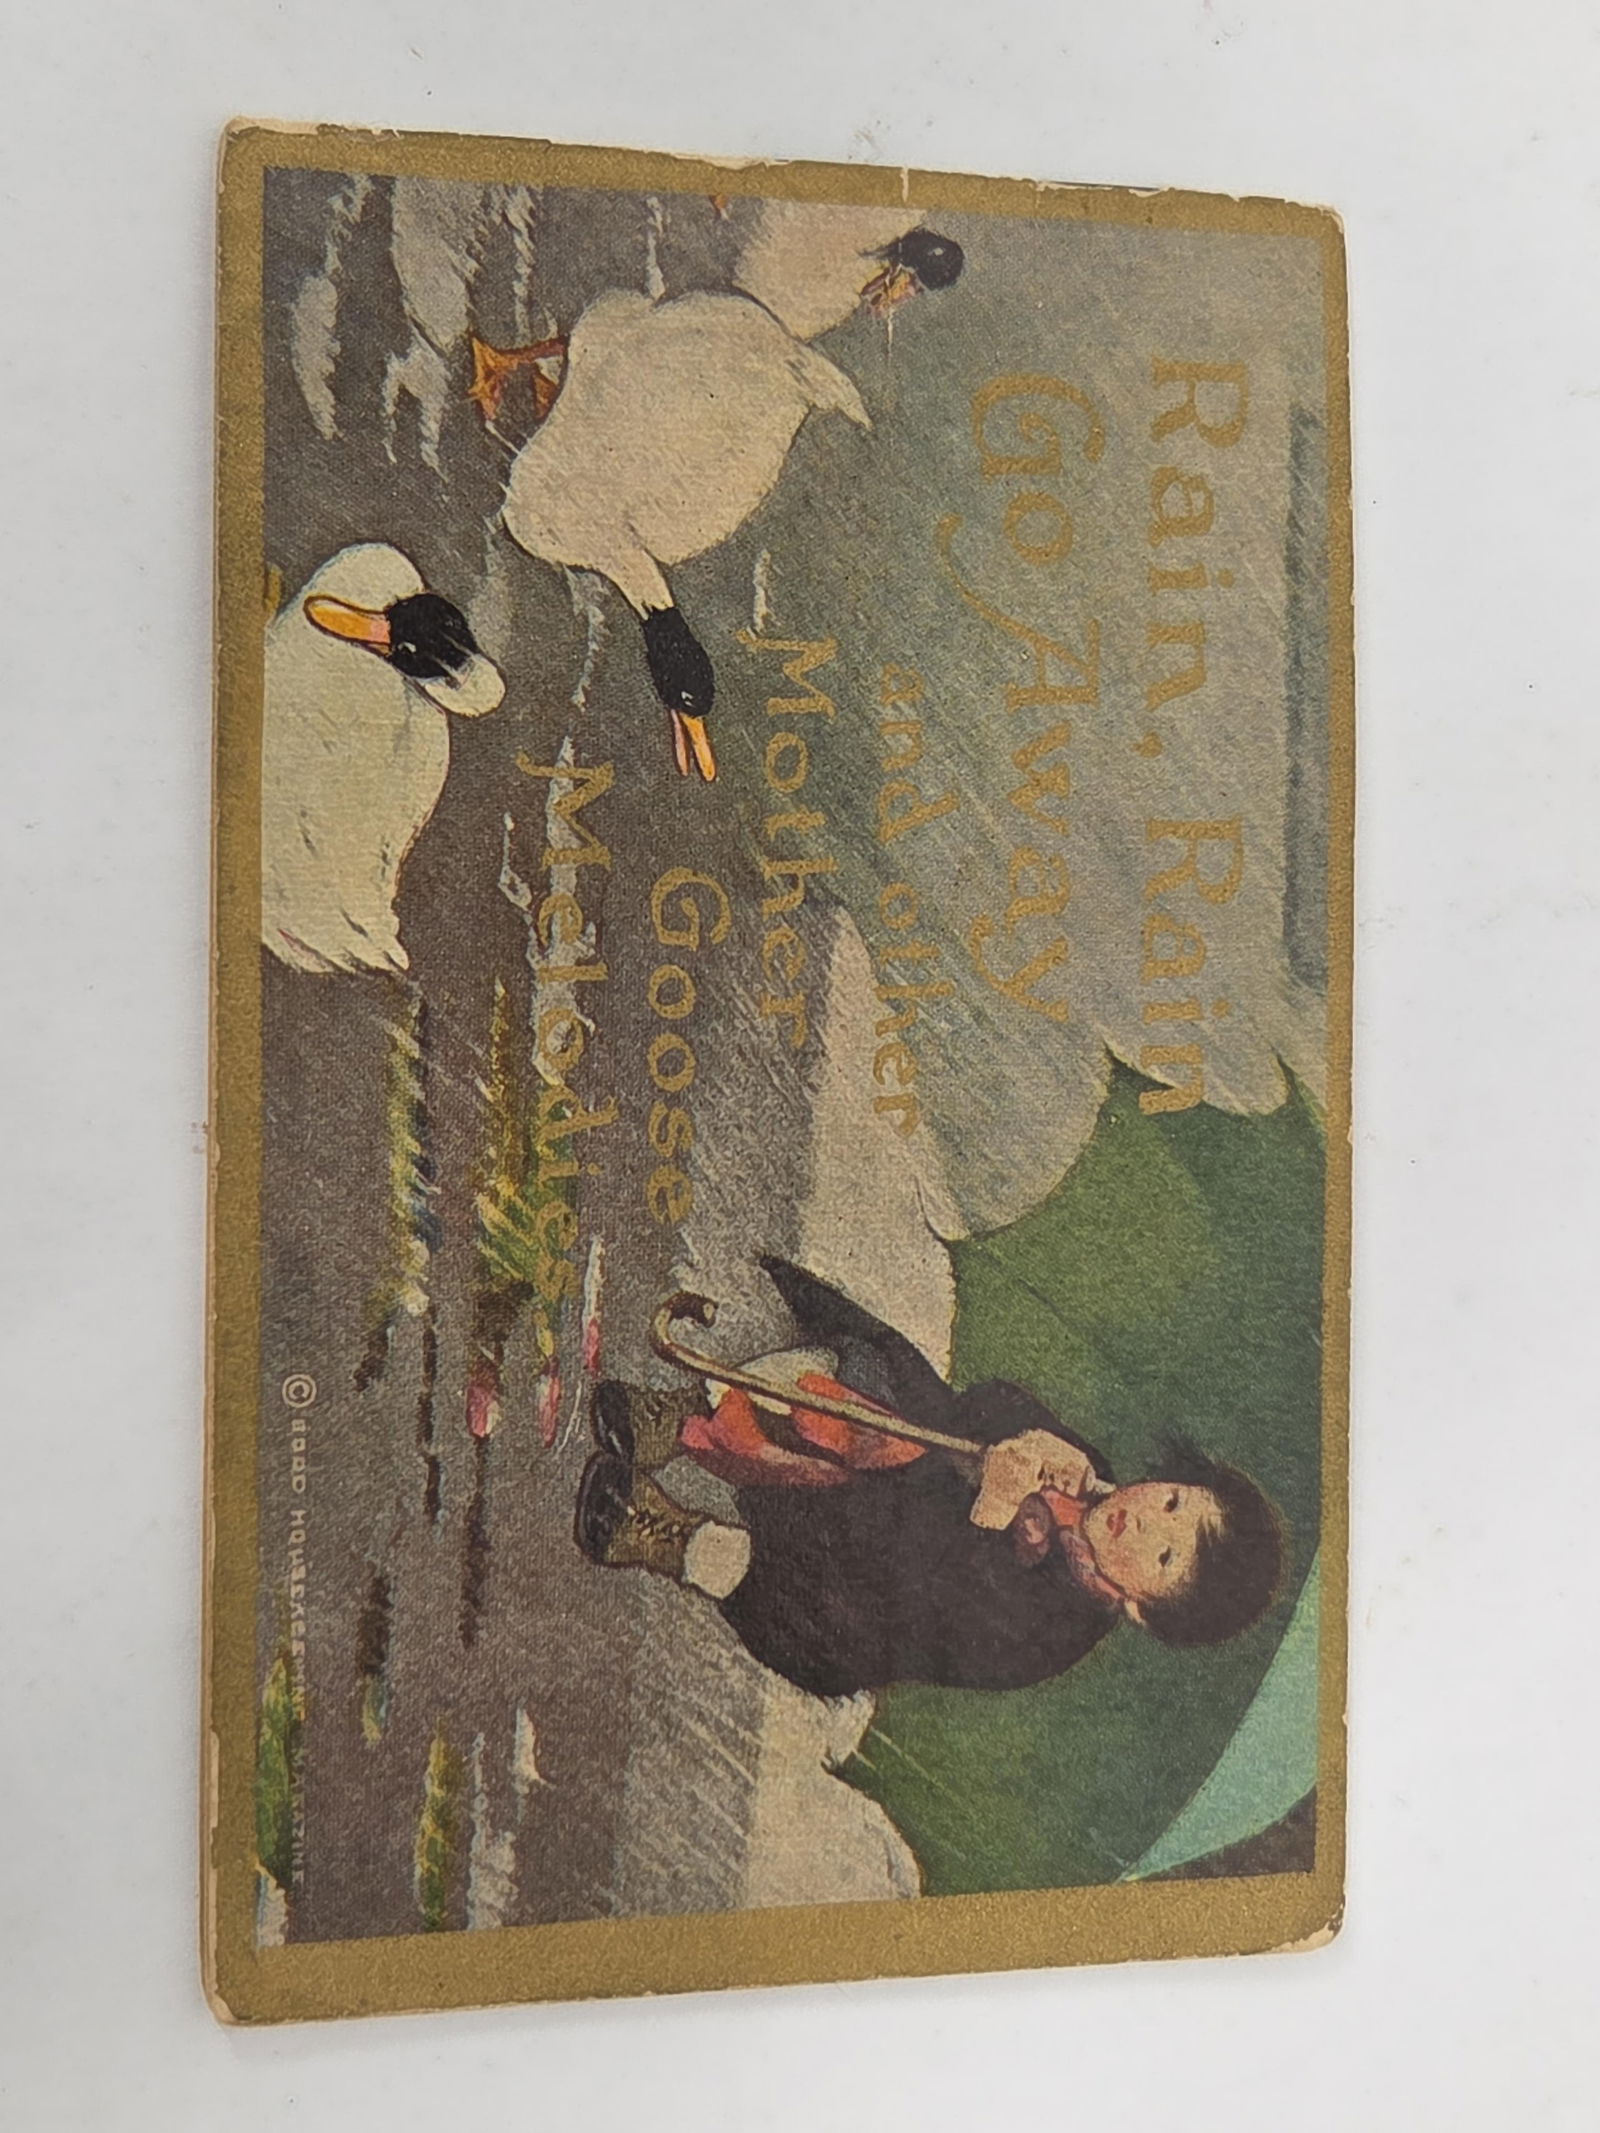 Rain, Rain
Go Away
and other
Mother
Goose
Melodies
© GOOD HOUSEKEEPING MAGAZINE